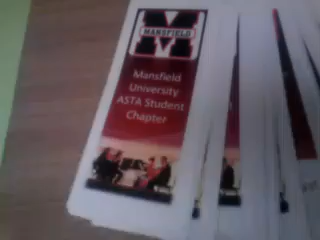 MANSFIELD
Mansfield
University
ASTA Student
Chapter